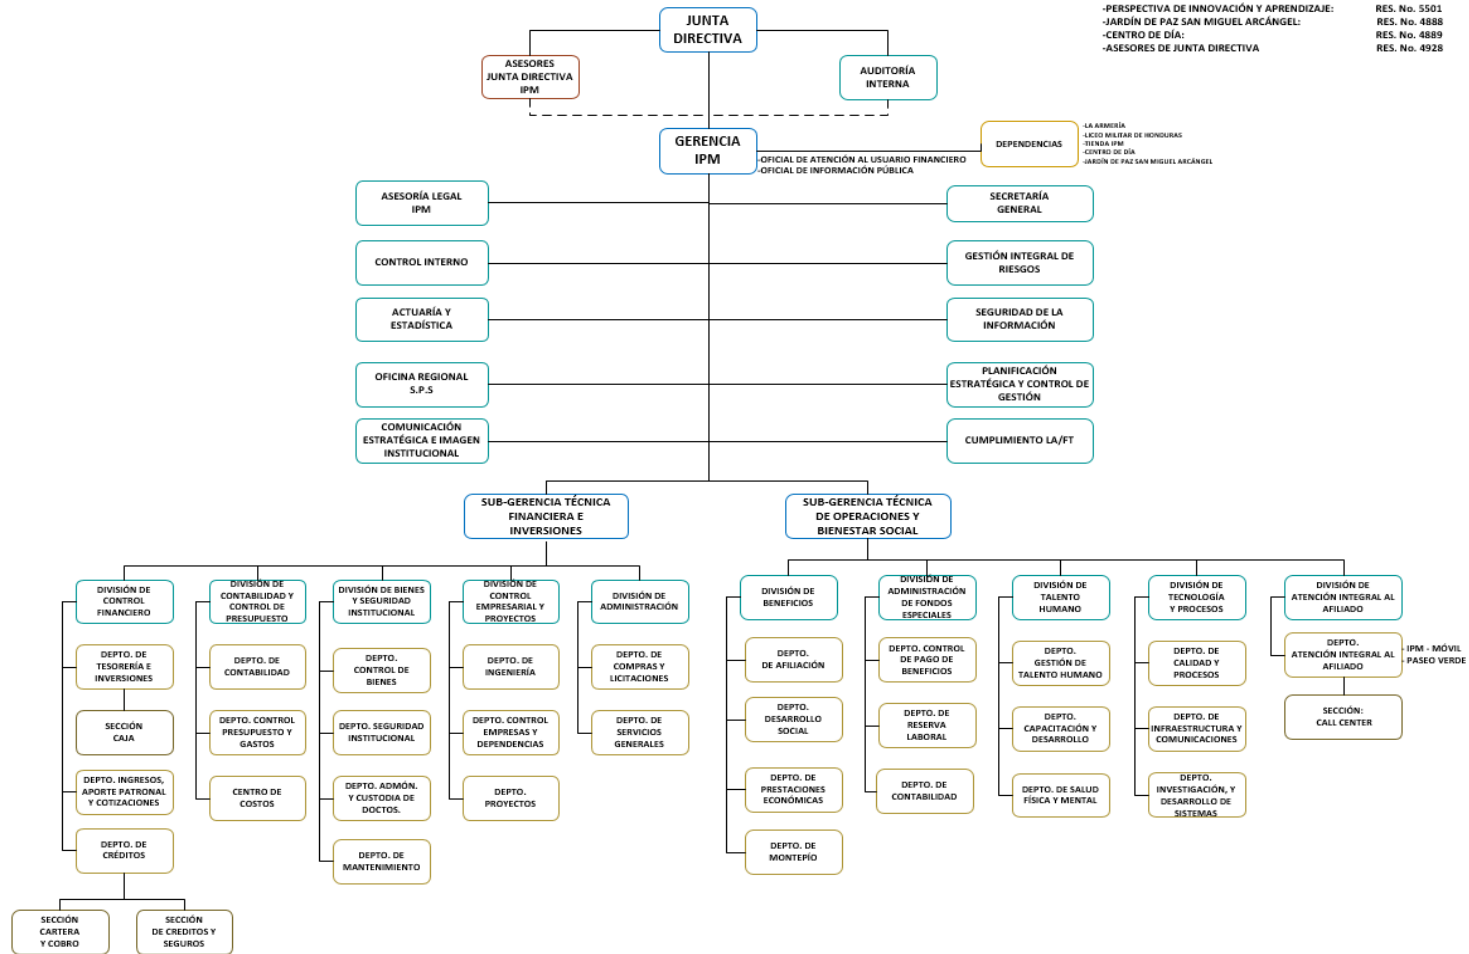 -PERSPECTIVA DE INNOVACIÓN Y APRENDIZAJE: RES. No. 5501
-JARDÍN DE PAZ SAN MIGUEL ARCÁNGEL: RES. No. 4888
-CENTRO DE DÍA: RES. No. 4889
-ASESORES DE JUNTA DIRECTIVA RES. No. 4928
JUNTA
DIRECTIVA
ASESORES
JUNTA DIRECTIVA
IPM
AUDITORÍA
INTERNA
GERENCIA
IPM
-OFICIAL DE ATENCIÓN AL USUARIO FINANCIERO
-OFICIAL DE INFORMACIÓN PÚBLICA
DEPENDENCIAS
-LA ARMERÍA
-LICEO MILITAR DE HONDURAS
-TIENDA IPM
-CENTRO DE DÍA
-JARDÍN DE PAZ SAN MIGUEL ARCÁNGEL
ASESORÍA LEGAL
IPM
SECRETARÍA
GENERAL
CONTROL INTERNO
GESTIÓN INTEGRAL DE
RIESGOS
ACTUARÍA Y
ESTADÍSTICA
SEGURIDAD DE LA
INFORMACIÓN
OFICINA REGIONAL
S.P.S
PLANIFICACIÓN
ESTRATÉGICA Y CONTROL DE
GESTIÓN
COMUNICACIÓN
ESTRATÉGICA E IMAGEN
INSTITUCIONAL
CUMPLIMIENTO LA/FT
SUB-GERENCIA TÉCNICA
FINANCIERA E
INVERSIONES
SUB-GERENCIA TÉCNICA
DE OPERACIONES Y
BIENESTAR SOCIAL
DIVISIÓN DE
CONTROL
FINANCIERO
DIVISIÓN DE
CONTABILIDAD Y
CONTROL DE
PRESUPUESTO
DIVISIÓN DE BIENES
Y SEGURIDAD
INSTITUCIONAL
DIVISIÓN DE
CONTROL
EMPRESARIAL Y
PROYECTOS
DIVISIÓN DE
ADMINISTRACIÓN
DIVISIÓN DE
BENEFICIOS
DIVISIÓN DE
ADMINISTRACIÓN
DE FONDOS
ESPECIALES
DIVISIÓN DE
TALENTO
HUMANO
DIVISIÓN DE
TECNOLOGÍA
Y PROCESOS
DIVISIÓN DE
ATENCIÓN INTEGRAL AL
AFILIADO
DEPTO. DE
TESORERÍA E
INVERSIONES
DEPTO. DE
CONTABILIDAD
DEPTO.
CONTROL DE
BIENES
DEPTO. DE
INGENIERÍA
DEPTO. DE
COMPRAS Y
LICITACIONES
DEPTO.
DE AFILIACIÓN
DEPTO. CONTROL
DE PAGO DE
BENEFICIOS
DEPTO.
GESTIÓN DE
TALENTO HUMANO
DEPTO. DE
CALIDAD Y
PROCESOS
DEPTO.
ATENCIÓN INTEGRAL AL
AFILIADO
- IPM - MÓVIL
- PASEO VERDE
SECCIÓN
CAJA
DEPTO. CONTROL
PRESUPUESTO Y
GASTOS
DEPTO. SEGURIDAD
INSTITUCIONAL
DEPTO. CONTROL
EMPRESAS Y
DEPENDENCIAS
DEPTO. DE
SERVICIOS
GENERALES
DEPTO.
DESARROLLO
SOCIAL
DEPTO. DE
RESERVA
LABORAL
DEPTO.
CAPACITACIÓN Y
DESARROLLO
DEPTO. DE
INFRAESTRUCTURA Y
COMUNICACIONES
SECCIÓN:
CALL CENTER
DEPTO. INGRESOS,
APORTE PATRONAL
Y COTIZACIONES
CENTRO DE
COSTOS
DEPTO. ADMÓN.
Y CUSTODIA DE
DOCTOS.
DEPTO.
PROYECTOS
DEPTO. DE
PRESTACIONES
ECONÓMICAS
DEPTO. DE
CONTABILIDAD
DEPTO. DE SALUD
FÍSICA Y MENTAL
DEPTO.
INVESTIGACIÓN, Y
DESARROLLO DE
SISTEMAS
DEPTO. DE
CRÉDITOS
DEPTO. DE
MANTENIMIENTO
DEPTO. DE
MONTEPÍO
SECCIÓN
CARTERA
Y COBRO
SECCIÓN
DE CREDITOS Y
SEGUROS